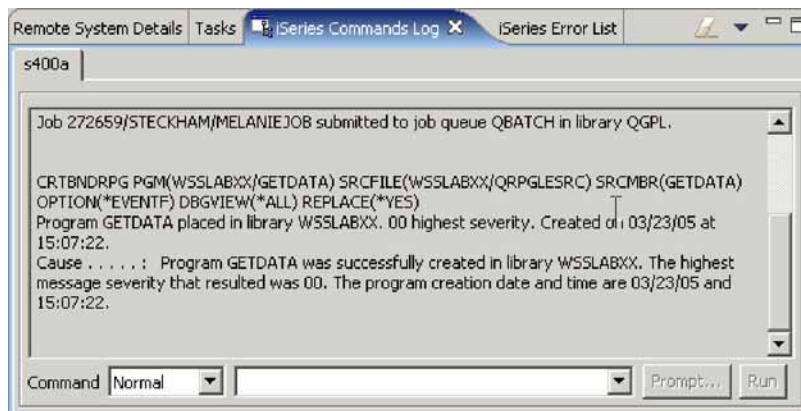 Remote System Details Tasks iSeries Commands Log iSeries Error List
s400a
Job 272659/STECKHAM/MELANIEJOB submitted to job queue QBATCH in library QGPL.
CRTBNDRPG PGM(WSSLABXX/GETDATA) SRCFILE(WSSLABXX/QRPGLESRC) SRCMBR(GETDATA)
OPTION(*EVENTF) DBGVIEW(*ALL) REPLACE(*YES)
Program GETDATA placed in library WSSLABXX. 00 highest severity. Created on 03/23/05 at
15:07:22.
Cause . . . . . :   Program GETDATA was successfully created in library WSSLABXX. The highest
message severity that resulted was 00. The program creation date and time are 03/23/05 and
15:07:22.
Command Normal Prompt... Run